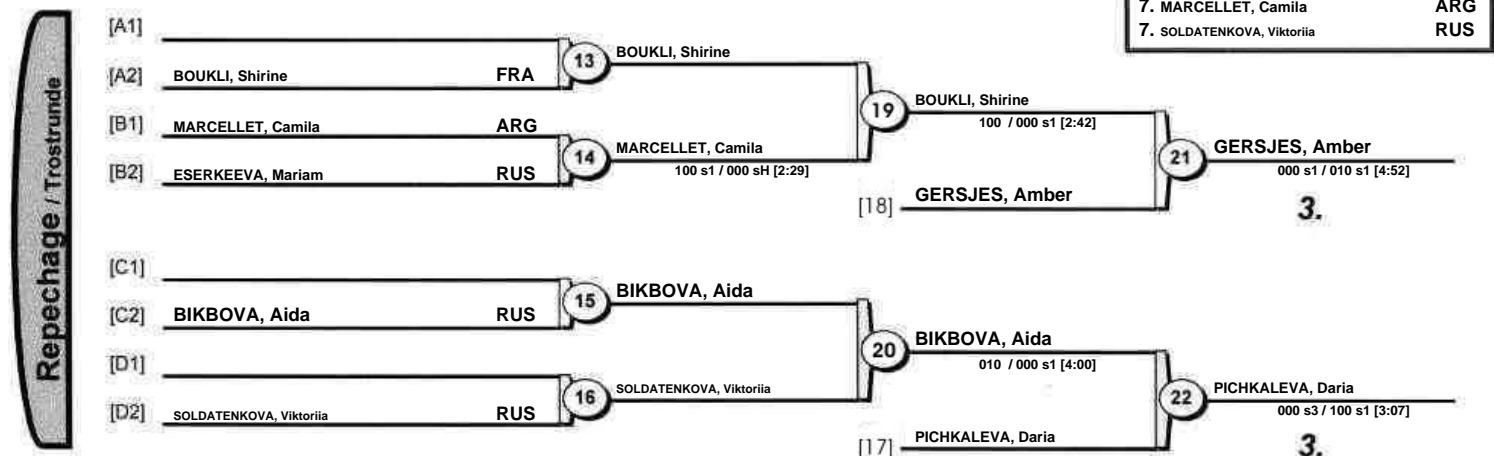 7. MARCELLET, Camila ARG
7. SOLDATENKOVA, Viktoriia RUS
Repechage / Trostrunde
[A1]
[A2] BOUKLI, Shirine FRA
13 BOUKLI, Shirine
[B1] MARCELLET, Camila ARG
[B2] ESERKEEVA, Mariam RUS
14 MARCELLET, Camila
100 s1 / 000 sH [2:29]
19 BOUKLI, Shirine
100 / 000 s1 [2:42]
[18] GERSJES, Amber
21 GERSJES, Amber
000 s1 / 010 s1 [4:52]
3.
[C1]
[C2] BIKBOVA, Aida RUS
15 BIKBOVA, Aida
[D1]
[D2] SOLDATENKOVA, Viktoriia RUS
16 SOLDATENKOVA, Viktoriia
20 BIKBOVA, Aida
010 / 000 s1 [4:00]
[17] PICHKALEVA, Daria
22 PICHKALEVA, Daria
000 s3 / 100 s1 [3:07]
3.